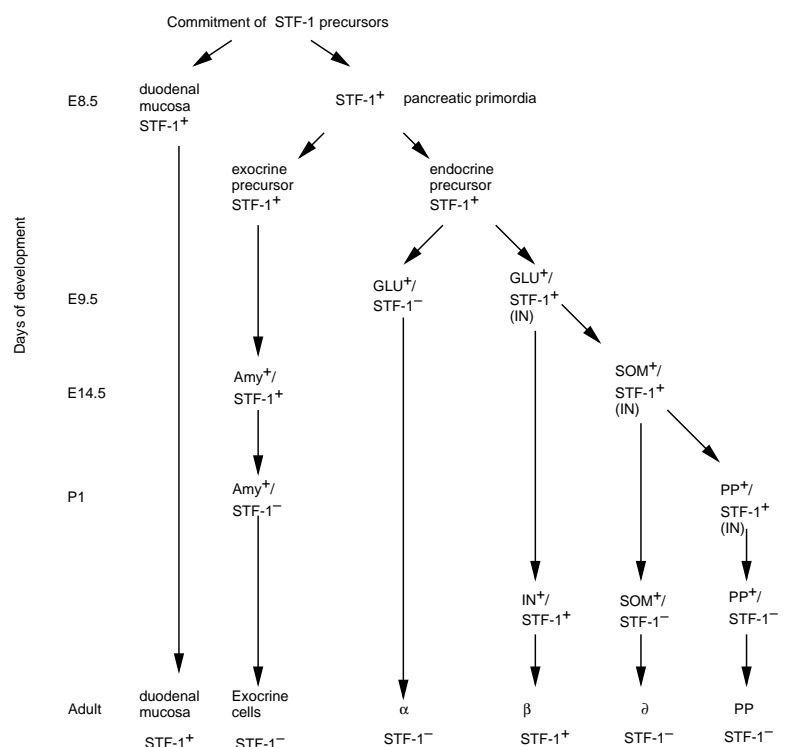 Commitment of STF-1 precursors
Days of development
E8.5
duodenal
mucosa
STF-1+
STF-1+ pancreatic primordia
exocrine
precursor
STF-1+
endocrine
precursor
STF-1+
E9.5
GLU+/
STF-1−
GLU+/
STF-1+
(IN)
E14.5
Amy+/
STF-1+
SOM+/
STF-1+
(IN)
P1
Amy+/
STF-1−
PP+/
STF-1+
(IN)
IN+/
STF-1+
SOM+/
STF-1−
PP+/
STF-1−
Adult
duodenal
mucosa
STF-1+
Exocrine
cells
STF-1−
α
STF-1−
β
STF-1+
∂
STF-1−
PP
STF-1−